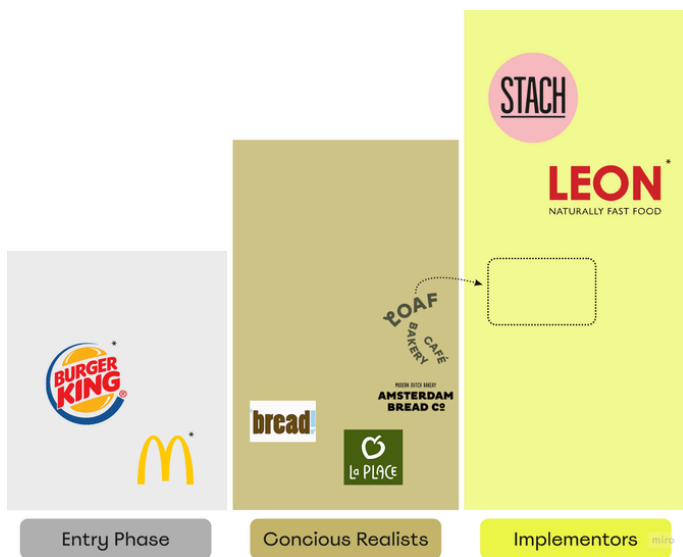 STACH
LEON*
NATURALLY FAST FOOD
LOAF
BAKERY
CAFÉ
*
BURGER
KING®
MODERN DUTCH BAKERY
AMSTERDAM
BREAD Cº
bread!
*
La PLACE
Entry Phase
Concious Realists
Implementors
miro